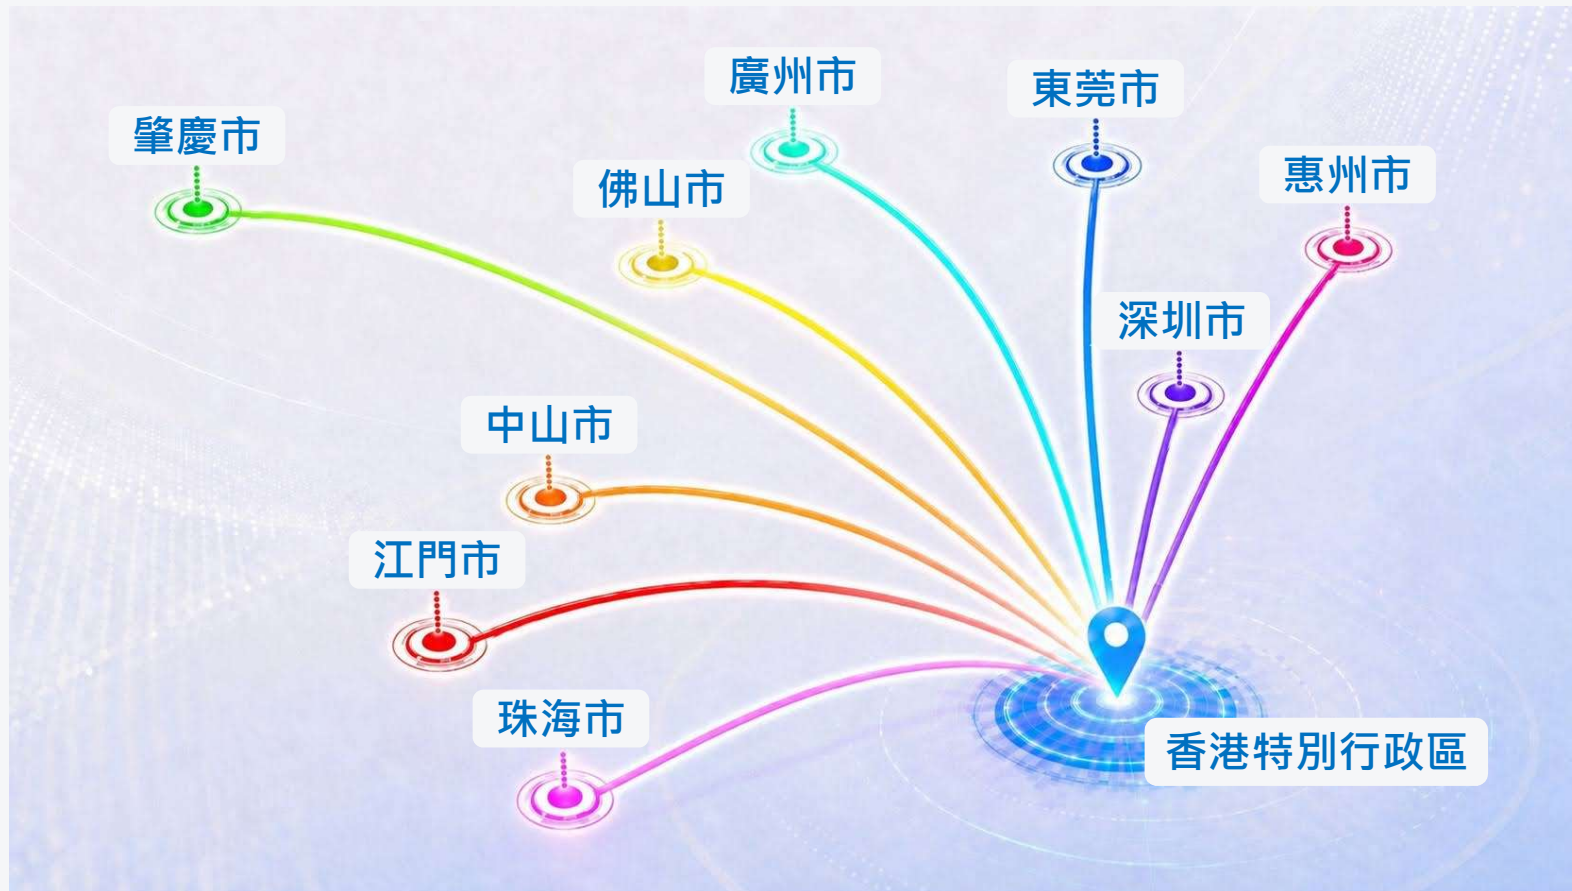 廣州市
東莞市
肇慶市
惠州市
佛山市
深圳市
中山市
江門市
珠海市
香港特別行政區